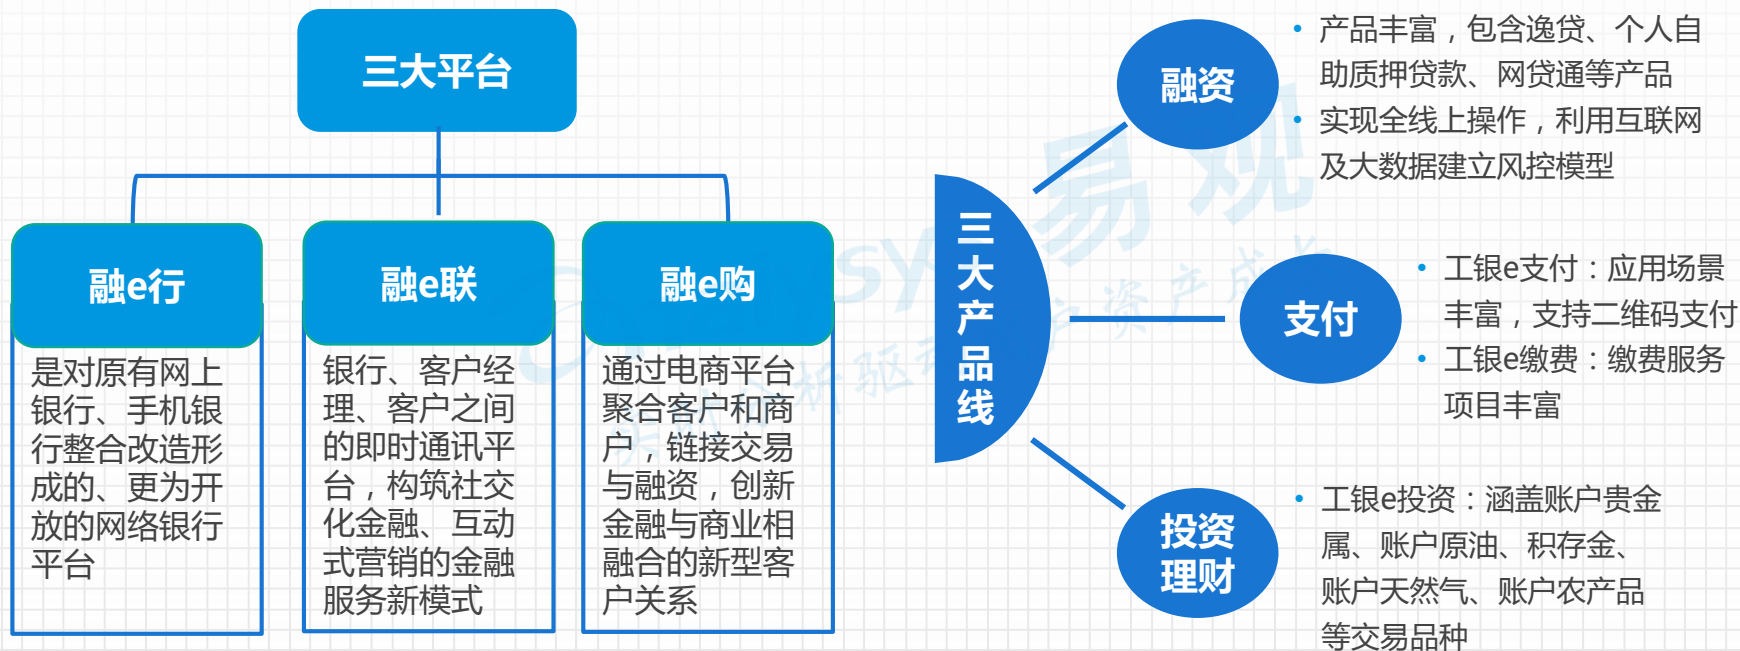 三大平台
融e行
是对原有网上
银行、手机银
行整合改造形
成的、更为开
放的网络银行
平台
融e联
银行、客户经
理、客户之间
的即时通讯平
台，构筑社交
化金融、互动
式营销的金融
服务新模式
融e购
通过电商平台
聚合客户和商
户，链接交易
与融资，创新
金融与商业相
融合的新型客
户关系
三大产品线
融资
• 产品丰富，包含逸贷、个人自
助质押贷款、网贷通等产品
• 实现全线上操作，利用互联网
及大数据建立风控模型
支付
• 工银e支付：应用场景
丰富，支持二维码支付
• 工银e缴费：缴费服务
项目丰富
投资
理财
• 工银e投资：涵盖账户贵金
属、账户原油、积存金、
账户天然气、账户农产品
等交易品种
易观